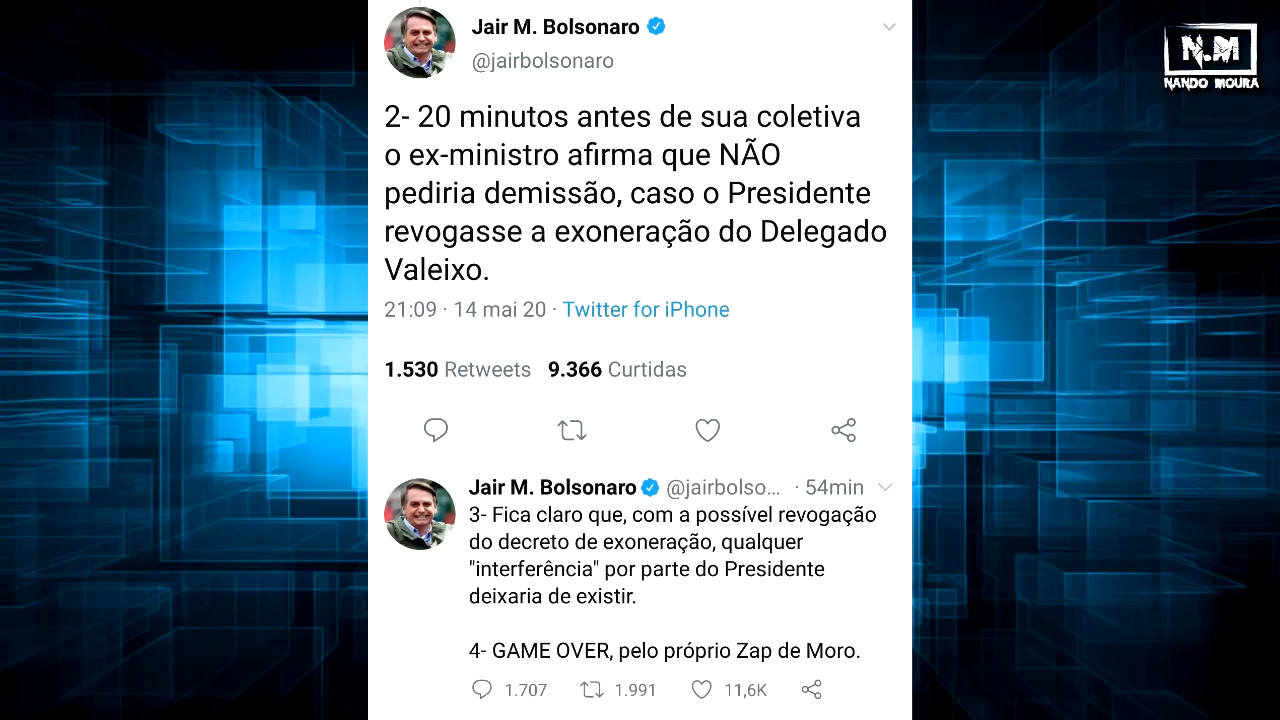 Jair M. Bolsonaro
@jairbolsonaro
N.M
NANDO MOURA
2- 20 minutos antes de sua coletiva
o ex-ministro afirma que NÃO
pediria demissão, caso o Presidente
revogasse a exoneração do Delegado
Valeixo.
21:09 · 14 mai 20 · Twitter for iPhone
1.530 Retweets 9.366 Curtidas
Jair M. Bolsonaro @jairbolso... · 54min
3- Fica claro que, com a possível revogação
do decreto de exoneração, qualquer
"interferência" por parte do Presidente
deixaria de existir.
4- GAME OVER, pelo próprio Zap de Moro.
1.707 1.991 11,6K